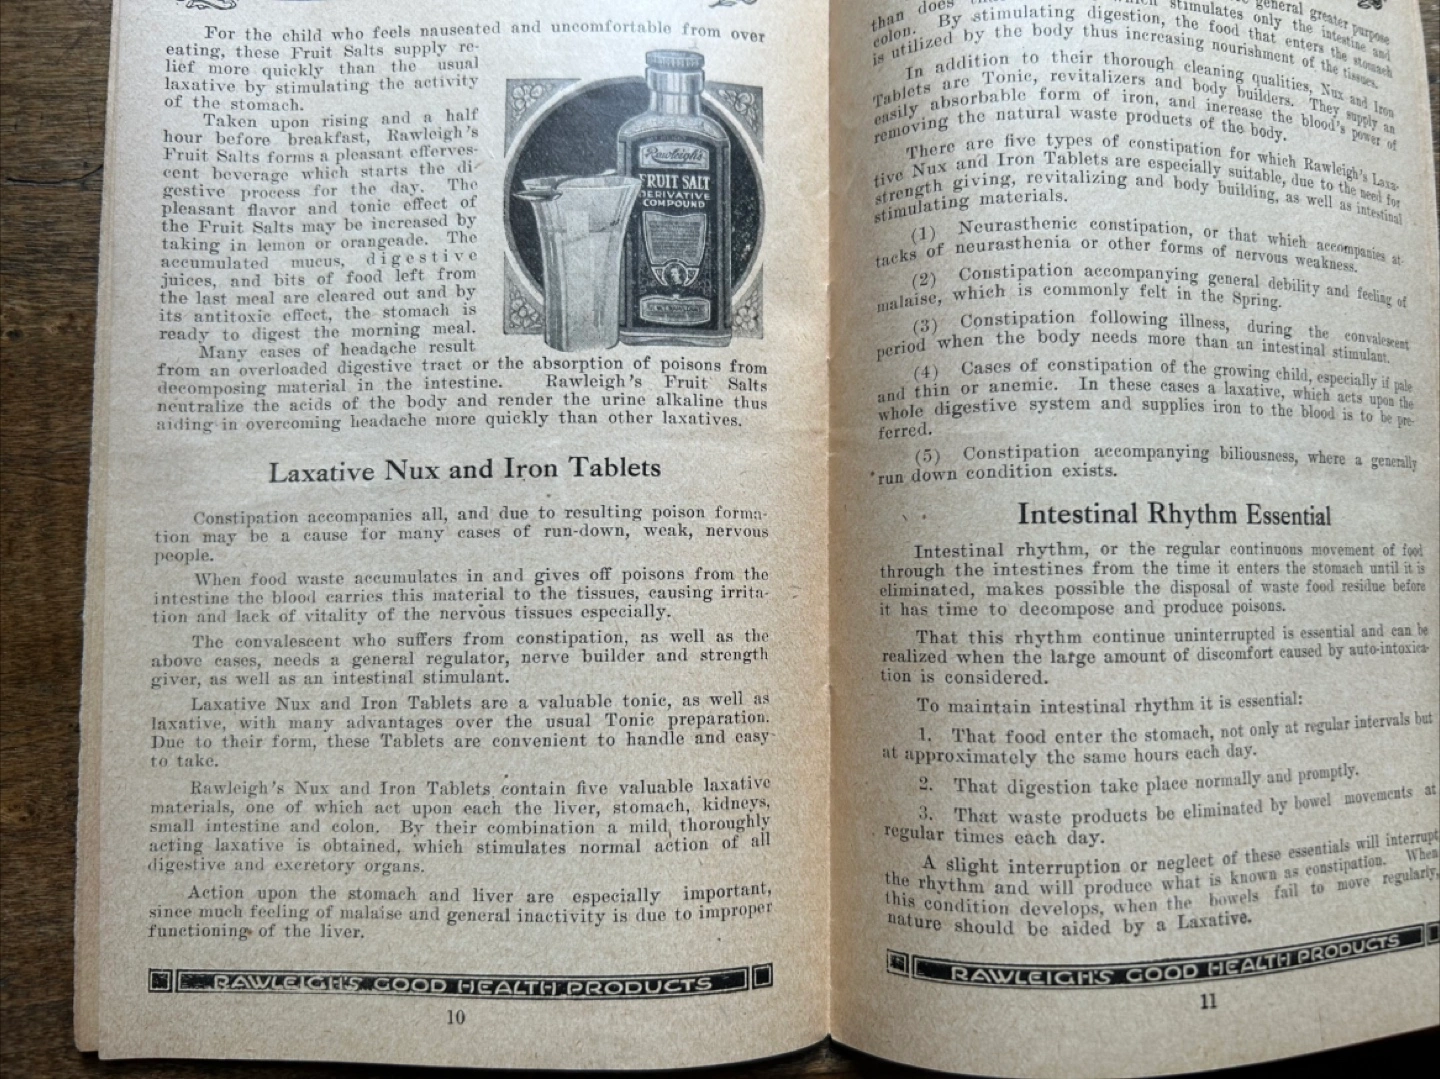 For the child who feels nauseated and uncomfortable from over
eating, these Fruit Salts supply re-
lief more quickly than the usual
laxative by stimulating the activity
of the stomach.
Taken upon rising and a half
hour before breakfast, Rawleigh's
Fruit Salts forms a pleasant efferves-
cent beverage which starts the di-
gestive process for the day. The
pleasant flavor and tonic effect of
the Fruit Salts may be increased by
taking in lemon or orangeade. The
accumulated mucus, digestive
juices, and bits of food left from
the last meal are cleared out and by
its antitoxic effect, the stomach is
ready to digest the morning meal.
Many cases of headache result
from an overloaded digestive tract or the absorption of poisons from
decomposing material in the intestine. Rawleigh's Fruit Salts
neutralize the acids of the body and render the urine alkaline thus
aiding in overcoming headache more quickly than other laxatives.
Rawleigh's
FRUIT SALT
DERIVATIVE
COMPOUND
Laxative Nux and Iron Tablets
Constipation accompanies all, and due to resulting poison forma-
tion may be a cause for many cases of run-down, weak, nervous
people.
When food waste accumulates in and gives off poisons from the
intestine the blood carries this material to the tissues, causing irrita-
tion and lack of vitality of the nervous tissues especially.
The convalescent who suffers from constipation, as well as the
above cases, needs a general regulator, nerve builder and strength
giver, as well as an intestinal stimulant.
Laxative Nux and Iron Tablets are a valuable tonic, as well as
laxative, with many advantages over the usual Tonic preparation.
Due to their form, these Tablets are convenient to handle and easy
to take.
Rawleigh's Nux and Iron Tablets contain five valuable laxative
materials, one of which act upon each the liver, stomach, kidneys,
small intestine and colon. By their combination a mild, thoroughly
acting laxative is obtained, which stimulates normal action of all
digestive and excretory organs.
Action upon the stomach and liver are especially important,
since much feeling of malaise and general inactivity is due to improper
functioning of the liver.
RAWLEIGH'S GOOD HEALTH PRODUCTS
10
general greater purpose
than does which stimulates only the intestine and
colon. By stimulating digestion, the food that enters the stomach
is utilized by the body thus increasing nourishment of the tissues.
In addition to their thorough cleaning qualities, Nux and Iron
Tablets are Tonic, revitalizers and body builders. They supply an
easily absorbable form of iron, and increase the blood's power of
removing the natural waste products of the body.
There are five types of constipation for which Rawleigh's Laxa-
tive Nux and Iron Tablets are especially suitable, due to the need for
strength giving, revitalizing and body building, as well as intestinal
stimulating materials.
(1) Neurasthenic constipation, or that which accompanies at-
tacks of neurasthenia or other forms of nervous weakness.
(2) Constipation accompanying general debility and feeling of
malaise, which is commonly felt in the Spring.
(3) Constipation following illness, during the convalescent
period when the body needs more than an intestinal stimulant.
(4) Cases of constipation of the growing child, especially if pale
and thin or anemic. In these cases a laxative, which acts upon the
whole digestive system and supplies iron to the blood is to be pre-
ferred.
(5) Constipation accompanying biliousness, where a generally
run down condition exists.
Intestinal Rhythm Essential
Intestinal rhythm, or the regular continuous movement of food
through the intestines from the time it enters the stomach until it is
eliminated, makes possible the disposal of waste food residue before
it has time to decompose and produce poisons.
That this rhythm continue uninterrupted is essential and can be
realized when the large amount of discomfort caused by auto-intoxica-
tion is considered.
To maintain intestinal rhythm it is essential:
1. That food enter the stomach, not only at regular intervals but
at approximately the same hours each day.
2. That digestion take place normally and promptly.
3. That waste products be eliminated by bowel movements at
regular times each day.
A slight interruption or neglect of these essentials will interrupt
the rhythm and will produce what is known as constipation. When
this condition develops, when the bowels fail to move regularly,
nature should be aided by a Laxative.
RAWLEIGH'S GOOD HEALTH PRODUCTS
11